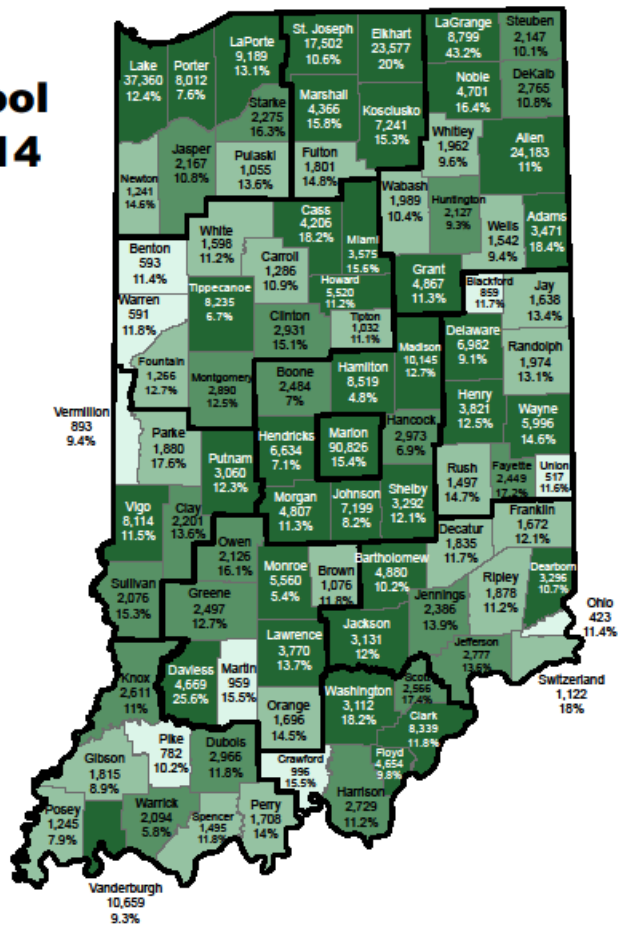 ool
14
Lake
37,360
12.4%
Porter
8,012
7.6%
LaPorte
9,189
13.1%
St. Joseph
17,502
10.6%
Elkhart
23,577
20%
LaGrange
8,799
43.2%
Steuben
2,147
10.1%
Noble
4,701
16.4%
DeKalb
2,765
10.8%
Starke
2,275
16.3%
Marshall
4,366
15.8%
Kosciusko
7,241
15.3%
Whitley
1,962
9.6%
Allen
24,183
11%
Newton
1,241
14.6%
Jasper
2,167
10.8%
Pulaski
1,055
13.6%
Fulton
1,801
14.8%
Wabash
1,989
10.4%
Huntington
2,127
9.3%
Wells
1,542
9.4%
Adams
3,471
18.4%
Benton
593
11.4%
White
1,598
11.2%
Cass
4,206
18.2%
Miami
3,575
15.6%
Carroll
1,286
10.9%
Howard
5,520
11.2%
Grant
4,867
11.3%
Blackford
859
11.7%
Jay
1,638
13.4%
Warren
591
11.8%
Tippecanoe
8,235
6.7%
Clinton
2,931
15.1%
Tipton
1,032
11.1%
Madison
10,145
12.7%
Delaware
6,982
9.1%
Randolph
1,974
13.1%
Fountain
1,266
12.7%
Montgomery
2,890
12.5%
Boone
2,484
7%
Hamilton
8,519
4.8%
Henry
3,821
12.5%
Wayne
5,996
14.6%
Vermillion
893
9.4%
Parke
1,880
17.6%
Putnam
3,060
12.3%
Hendricks
6,634
7.1%
Marion
90,826
15.4%
Hancock
2,973
6.9%
Rush
1,497
14.7%
Fayette
2,449
17.2%
Union
517
11.6%
Vigo
8,114
11.5%
Clay
2,201
13.6%
Morgan
4,807
11.3%
Johnson
7,199
8.2%
Shelby
3,292
12.1%
Decatur
1,835
11.7%
Franklin
1,672
12.1%
Sullivan
2,076
15.3%
Owen
2,126
16.1%
Greene
2,497
12.7%
Monroe
5,560
5.4%
Brown
1,076
11.8%
Bartholomew
4,880
10.2%
Jennings
2,386
13.9%
Ripley
1,878
11.2%
Dearborn
3,296
10.7%
Ohio
423
11.4%
Knox
2,611
11%
Daviess
4,669
25.6%
Martin
959
15.5%
Lawrence
3,770
13.7%
Jackson
3,131
12%
Jefferson
2,777
13.6%
Switzerland
1,122
18%
Orange
1,696
14.5%
Washington
3,112
18.2%
Scott
2,566
17.4%
Clark
8,339
11.8%
Floyd
4,654
9.8%
Gibson
1,815
8.9%
Pike
782
10.2%
Dubois
2,966
11.8%
Crawford
996
15.5%
Harrison
2,729
11.2%
Posey
1,245
7.9%
Warrick
2,094
5.8%
Spencer
1,495
11.8%
Perry
1,708
14%
Vanderburgh
10,659
9.3%